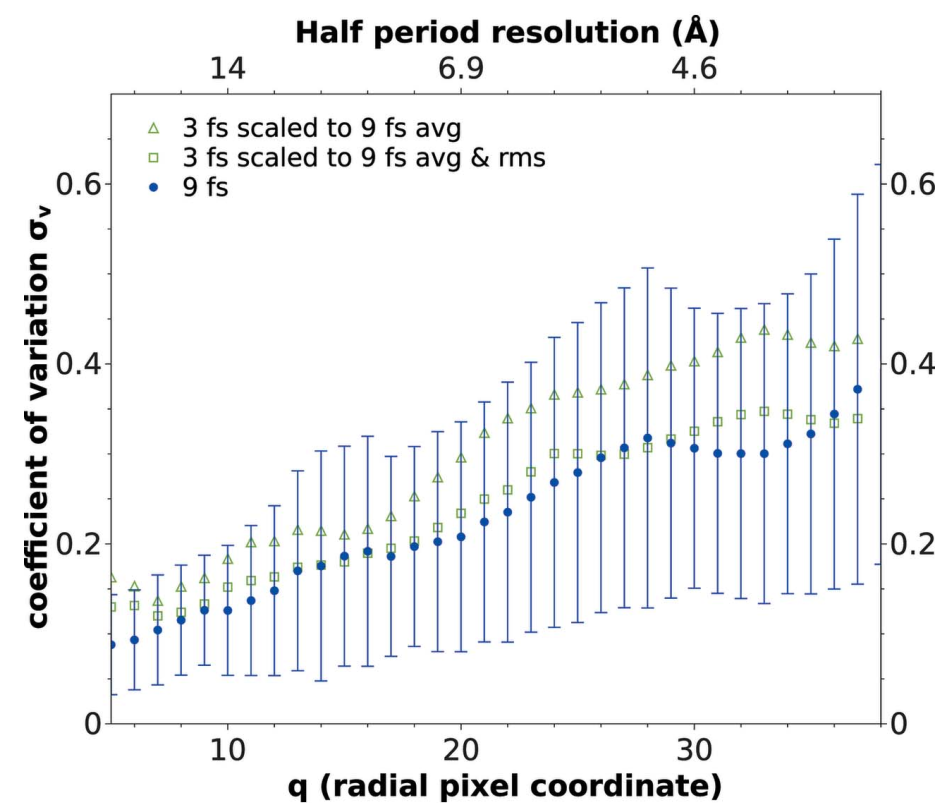 Half period resolution (Å)
14 6.9 4.6
3 fs scaled to 9 fs avg
3 fs scaled to 9 fs avg & rms
9 fs
0.6 0.6
0.4 0.4
0.2 0.2
0 0
coefficient of variation σv
10 20 30
q (radial pixel coordinate)